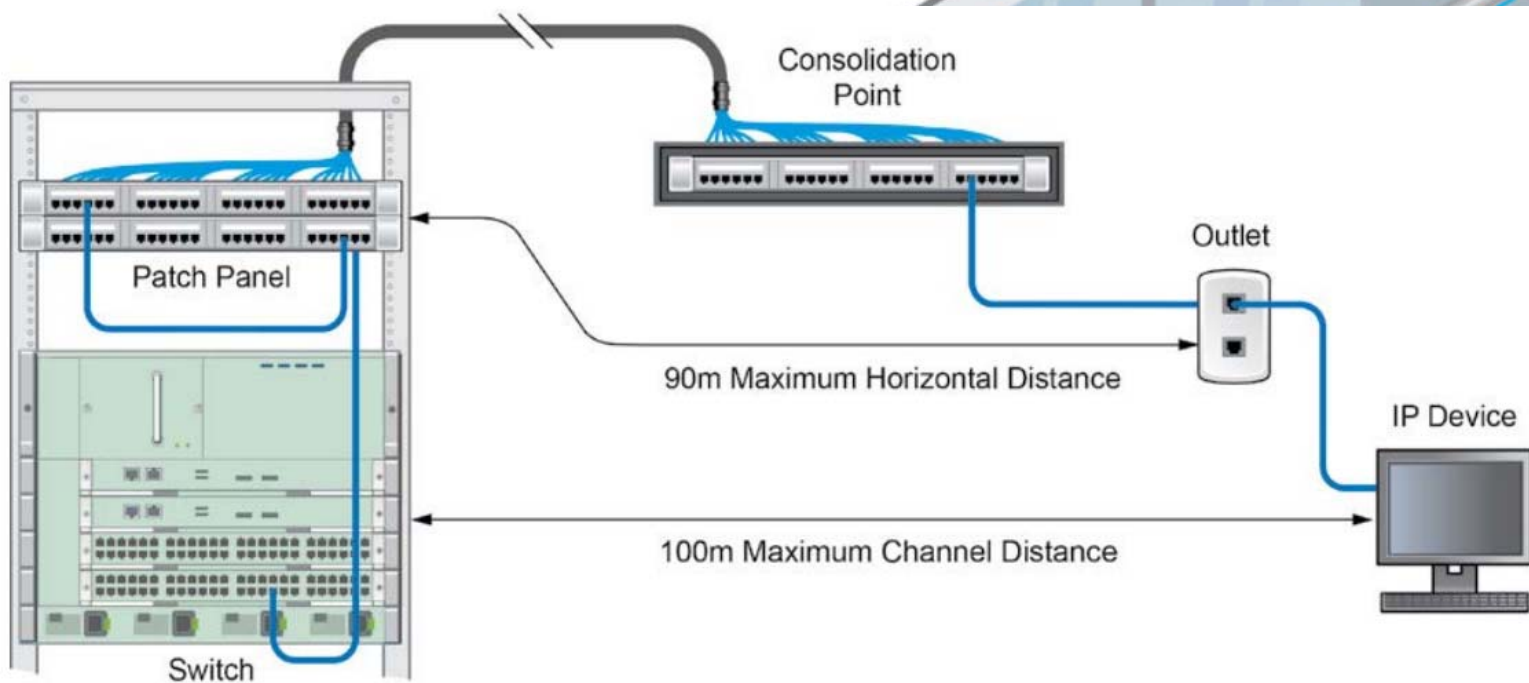 Consolidation
Point
Patch Panel
Outlet
90m Maximum Horizontal Distance
IP Device
100m Maximum Channel Distance
Switch